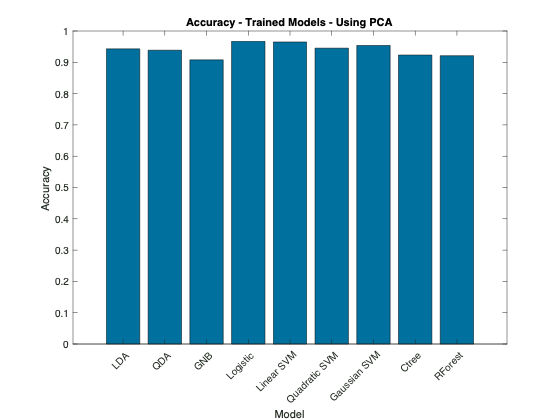 Accuracy - Trained Models - Using PCA
1
0.9
0.8
0.7
0.6
0.5
0.4
0.3
0.2
0.1
0
Accuracy
LDA
QDA
GNB
Logistic
Linear SVM
Quadratic SVM
Gaussian SVM
Ctree
RForest
Model